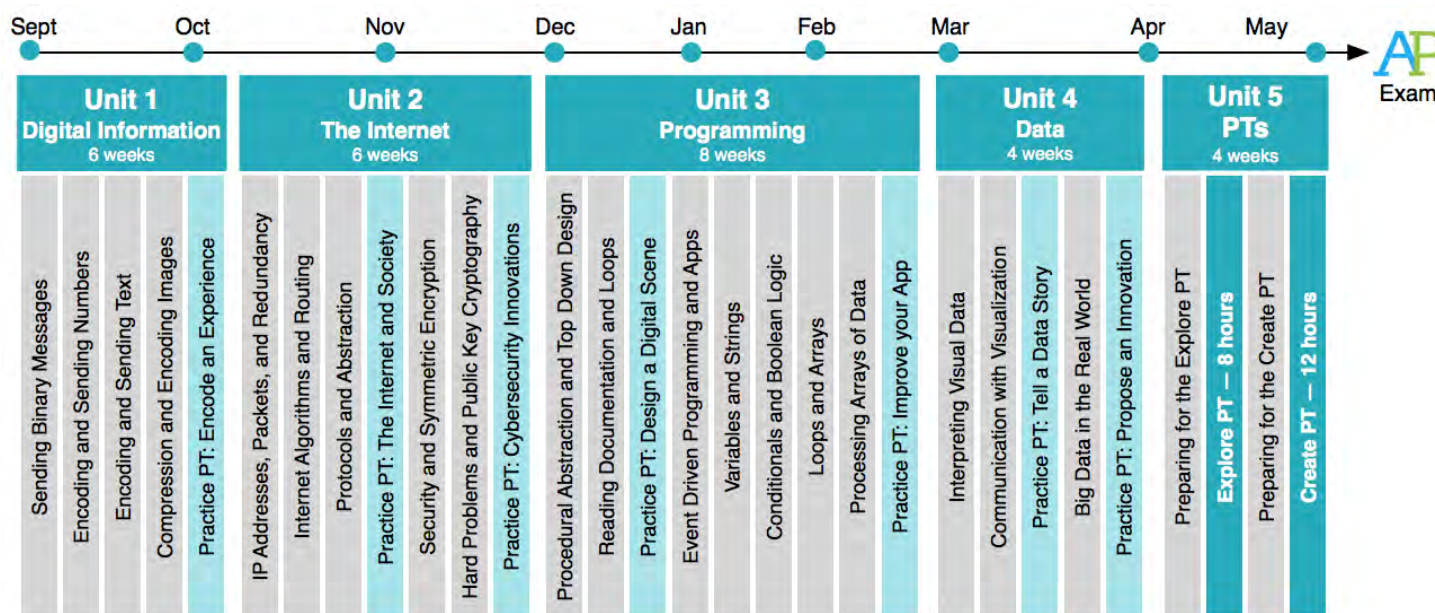 Sept Oct Nov Dec Jan Feb Mar Apr May
AP
Exam
Unit 1
Digital Information
6 weeks
Sending Binary Messages
Encoding and Sending Numbers
Encoding and Sending Text
Compression and Encoding Images
Practice PT: Encode an Experience
Unit 2
The Internet
6 weeks
IP Addresses, Packets, and Redundancy
Internet Algorithms and Routing
Protocols and Abstraction
Practice PT: The Internet and Society
Security and Symmetric Encryption
Hard Problems and Public Key Cryptography
Practice PT: Cybersecurity Innovations
Unit 3
Programming
8 weeks
Procedural Abstraction and Top Down Design
Reading Documentation and Loops
Practice PT: Design a Digital Scene
Event Driven Programming and Apps
Variables and Strings
Conditionals and Boolean Logic
Loops and Arrays
Processing Arrays of Data
Practice PT: Improve your App
Unit 4
Data
4 weeks
Interpreting Visual Data
Communication with Visualization
Practice PT: Tell a Data Story
Big Data in the Real World
Practice PT: Propose an Innovation
Unit 5
PTs
4 weeks
Preparing for the Explore PT
Explore PT — 8 hours
Preparing for the Create PT
Create PT — 12 hours